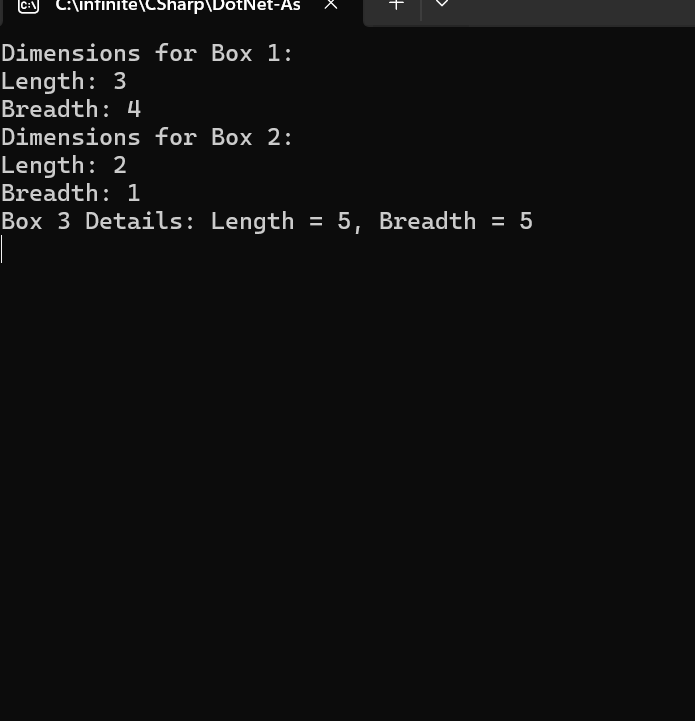 C:\infinite\CSharp\DotNet-As
Dimensions for Box 1:
Length: 3
Breadth: 4
Dimensions for Box 2:
Length: 2
Breadth: 1
Box 3 Details: Length = 5, Breadth = 5